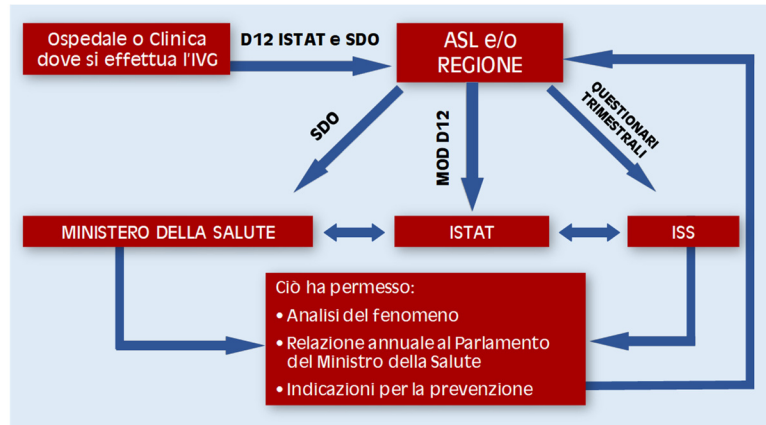 Ospedale o Clinica
dove si effettua l'IVG
D12 ISTAT e SDO
ASL e/o
REGIONE
SDO
MOD D12
QUESTIONARI
TRIMESTRALI
MINISTERO DELLA SALUTE
ISTAT
ISS
Ciò ha permesso:
• Analisi del fenomeno
• Relazione annuale al Parlamento
del Ministro della Salute
• Indicazioni per la prevenzione